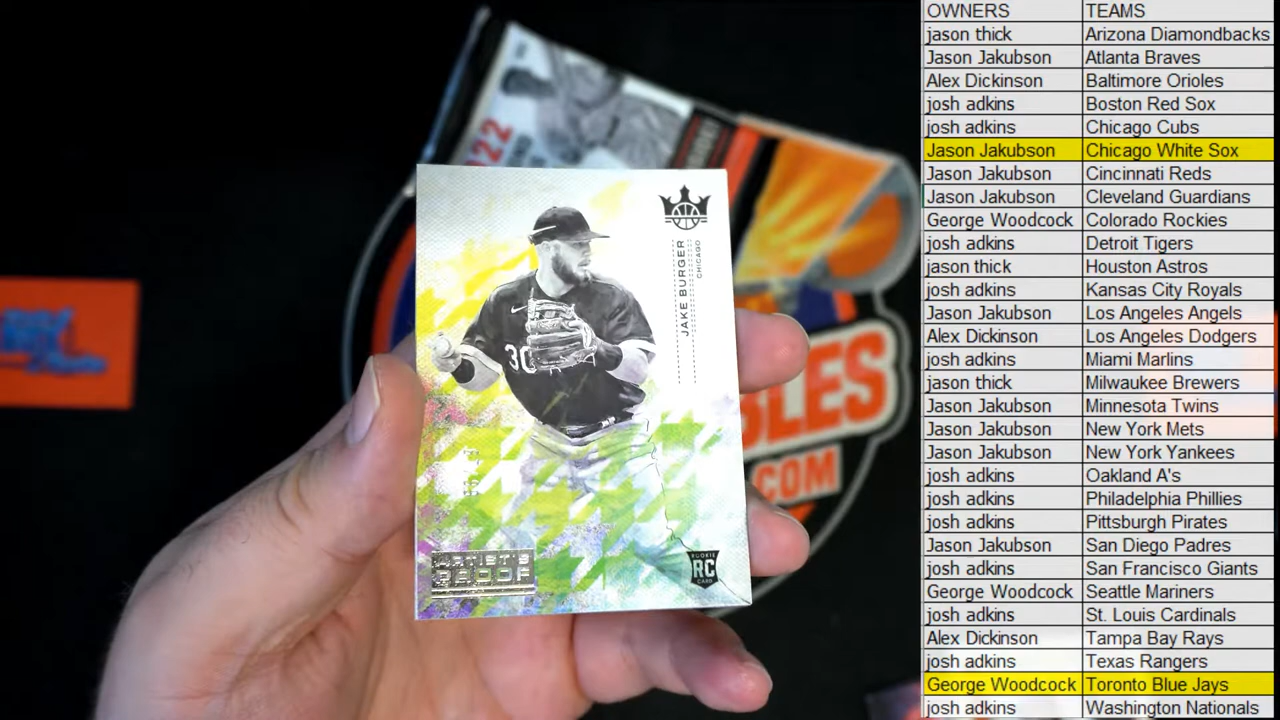 OWNERS TEAMS
jason thick Arizona Diamondbacks
Jason Jakubson Atlanta Braves
Alex Dickinson Baltimore Orioles
josh adkins Boston Red Sox
josh adkins Chicago Cubs
Jason Jakubson Chicago White Sox
Jason Jakubson Cincinnati Reds
Jason Jakubson Cleveland Guardians
George Woodcock Colorado Rockies
josh adkins Detroit Tigers
jason thick Houston Astros
josh adkins Kansas City Royals
Jason Jakubson Los Angeles Angels
Alex Dickinson Los Angeles Dodgers
josh adkins Miami Marlins
jason thick Milwaukee Brewers
Jason Jakubson Minnesota Twins
Jason Jakubson New York Mets
Jason Jakubson New York Yankees
josh adkins Oakland A's
josh adkins Philadelphia Phillies
josh adkins Pittsburgh Pirates
Jason Jakubson San Diego Padres
josh adkins San Francisco Giants
George Woodcock Seattle Mariners
josh adkins St. Louis Cardinals
Alex Dickinson Tampa Bay Rays
josh adkins Texas Rangers
George Woodcock Toronto Blue Jays
josh adkins Washington Nationals
JAKE BURGER
CHICAGO
30
ARTIST'S
PROOF
ROOKIE
RC
CARD
.COM